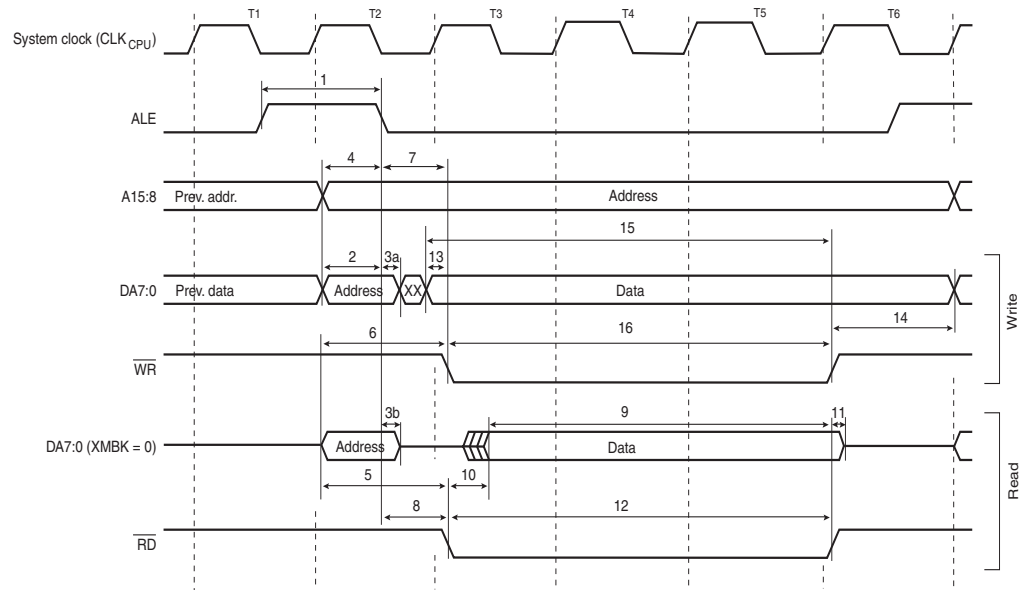 T1 T2 T3 T4 T5 T6
System clock (CLKCPU)
1
ALE
4 7
A15:8 Prev. addr. Address
15
2 3a 13
DA7:0 Prev. data Address XX Data
14
6 16
WR
Write
3b 9 11
DA7:0 (XMBK = 0) Address Data
5 10
8 12
RD
Read